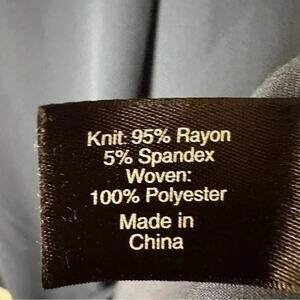 Knit: 95% Rayon
5% Spandex
Woven:
100% Polyester
Made in
China